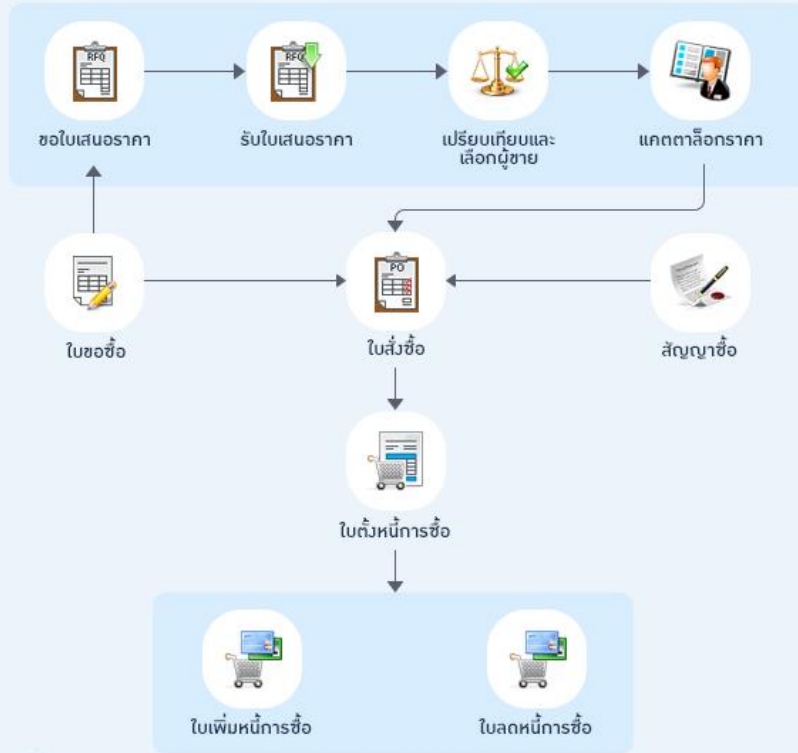 RFQ
RFQ
ขอใบเสนอราคา
รับใบเสนอราคา
เปรียบเทียบและ
เลือกผู้ขาย
แคตตาล็อกราคา
PO
ใบขอซื้อ
ใบสั่งซื้อ
สัญญาซื้อ
ใบตั้งหนี้การซื้อ
ใบเพิ่มหนี้การซื้อ
ใบลดหนี้การซื้อ